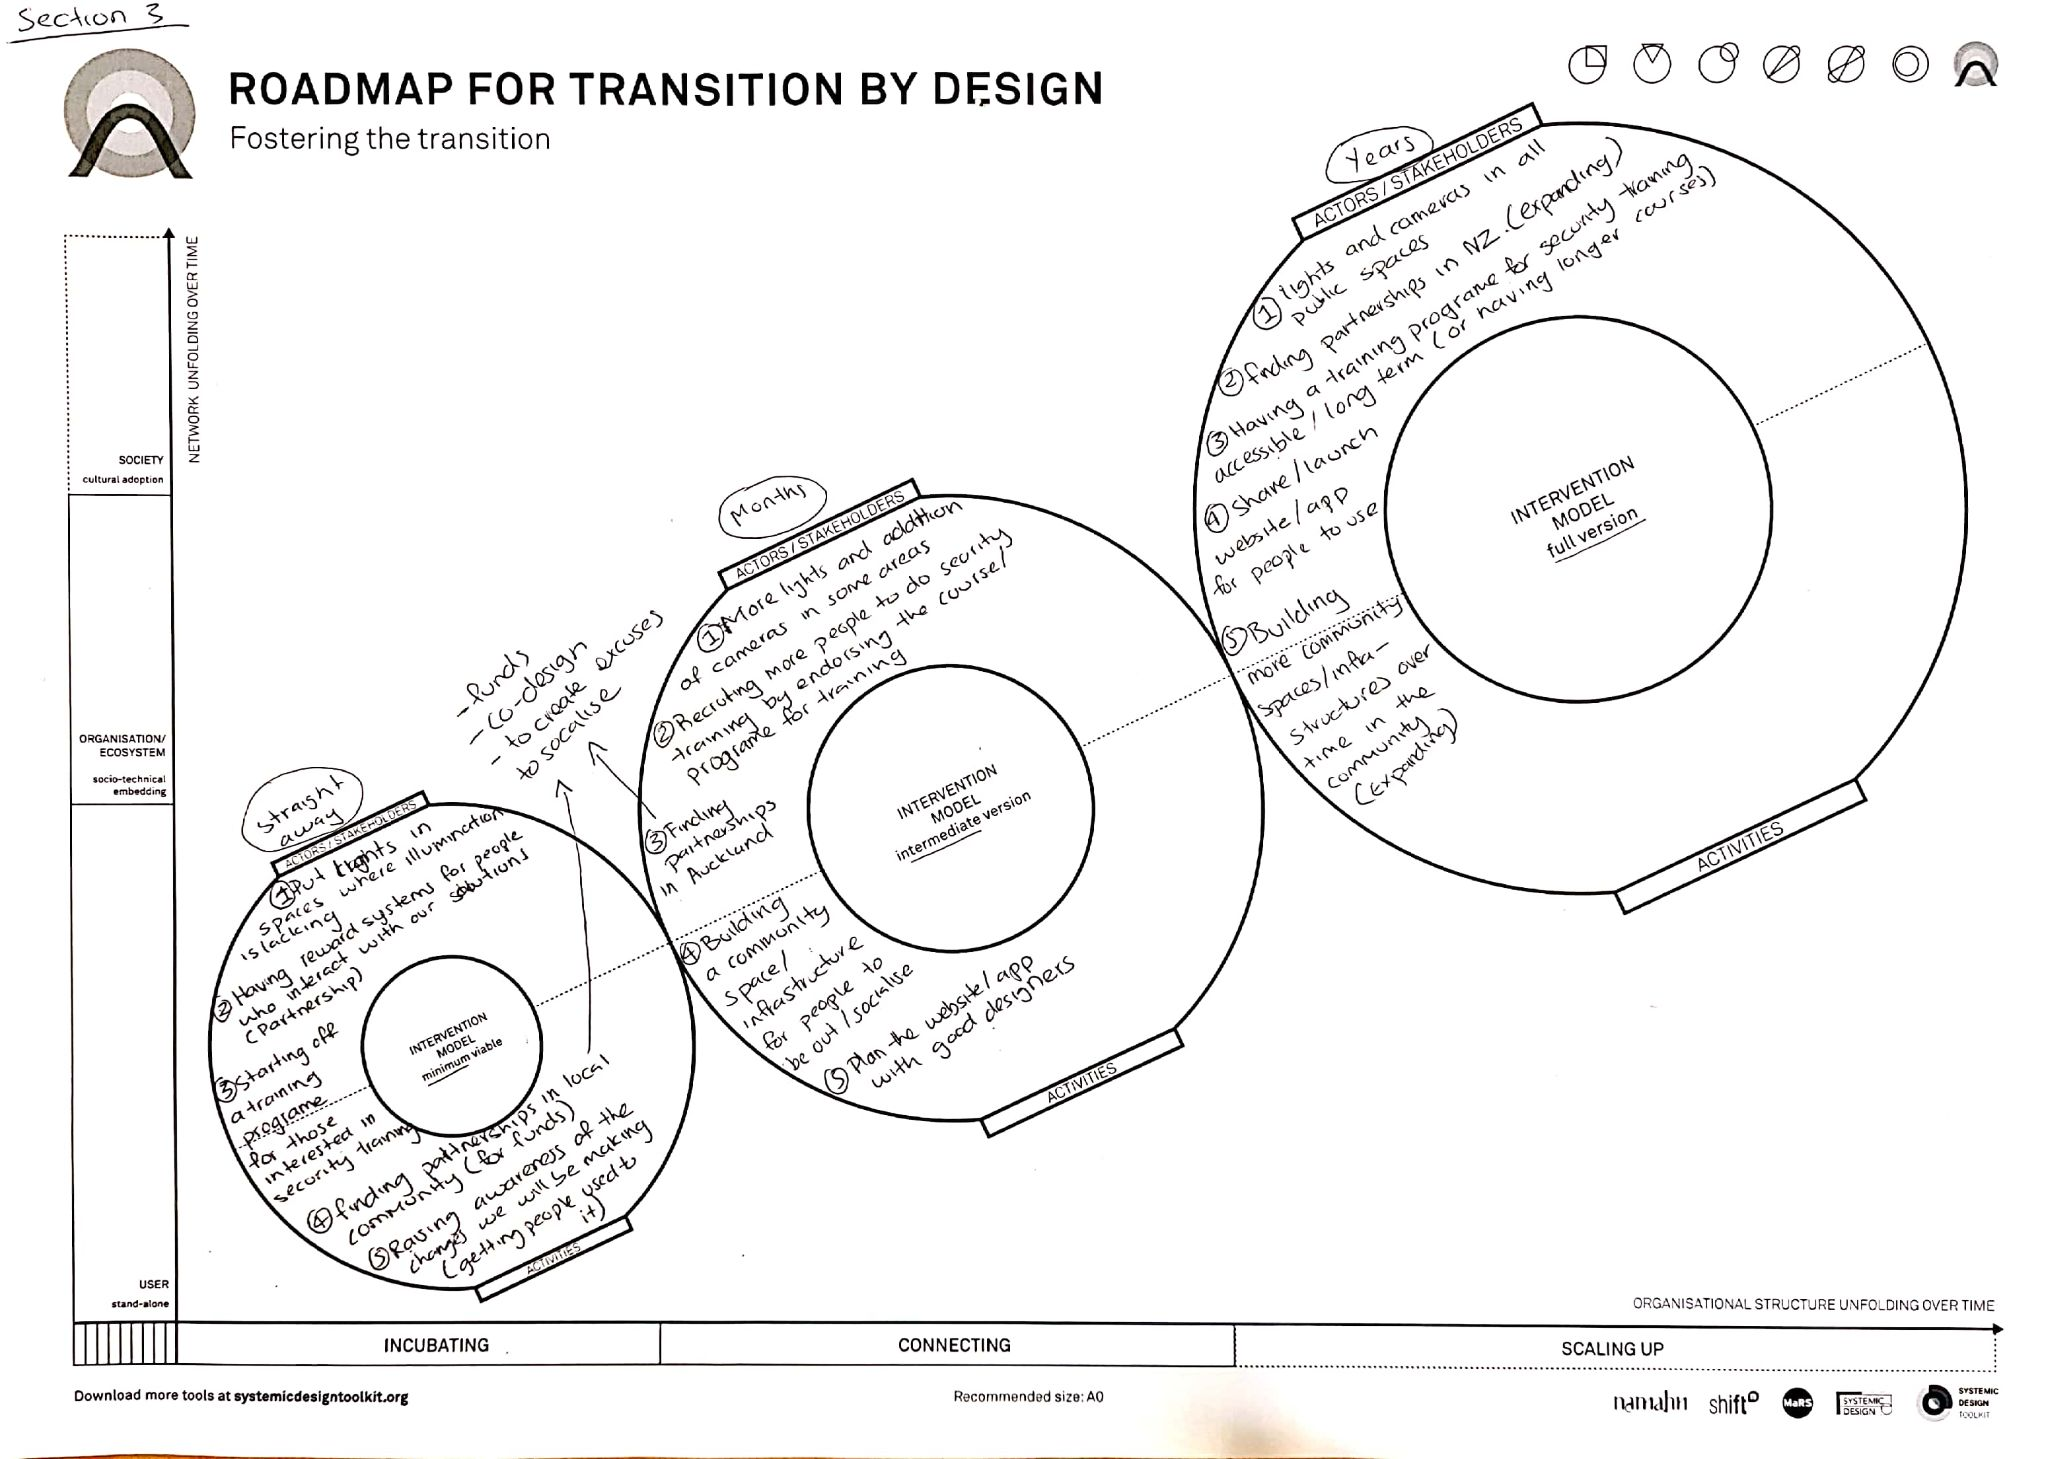 Section 3
ROADMAP FOR TRANSITION BY DESIGN
Fostering the transition
NETWORK UNFOLDING OVER TIME
SOCIETY
cultural adoption
ORGANISATION/
ECOSYSTEM
socio-technical
embedding
USER
stand-alone
Straight
away
ACTORS / STAKEHOLDERS
① Put lights in
spaces where illumination
is lacking
② Having reward systems for people
who interact with our solutions
(Partnership)
③ Starting off
a training
programe
for those
interested in
security training
④ finding partnerships in local
community (for funds)
⑤ Raising awareness of the
changes we will be making
(getting people used to
it)
INTERVENTION
MODEL
minimum viable
ACTIVITIES
- funds
- co-design
- to create excuses
to socalise
Months
ACTORS / STAKEHOLDERS
① More lights and addition
of cameras in some areas
② Recruting more people to do security
training by endorsing the course/
programe for training
③ Finding
partnerships
in Auckland
④ Building
a community
space/
infrastructure
for people to
be out / socialise
⑤ Plan the website / app
with good designers
INTERVENTION
MODEL
intermediate version
ACTIVITIES
Years
ACTORS / STAKEHOLDERS
① lights and cameras in all
public spaces
② finding partnerships in NZ. (expanding)
③ Having a training programe for security training
accessible / long term (or having longer courses)
④ Share / launch
website / app
for people to use
⑤ Building
more community
spaces/infra-
structures over
time in the
community
(expanding)
INTERVENTION
MODEL
full version
ACTIVITIES
ORGANISATIONAL STRUCTURE UNFOLDING OVER TIME
INCUBATING
CONNECTING
SCALING UP
Download more tools at systemicdesigntoolkit.org
Recommended size: A0
namahn
shift
MaRS
SYSTEMIC
DESIGN
SYSTEMIC
DESIGN
TOOLKIT